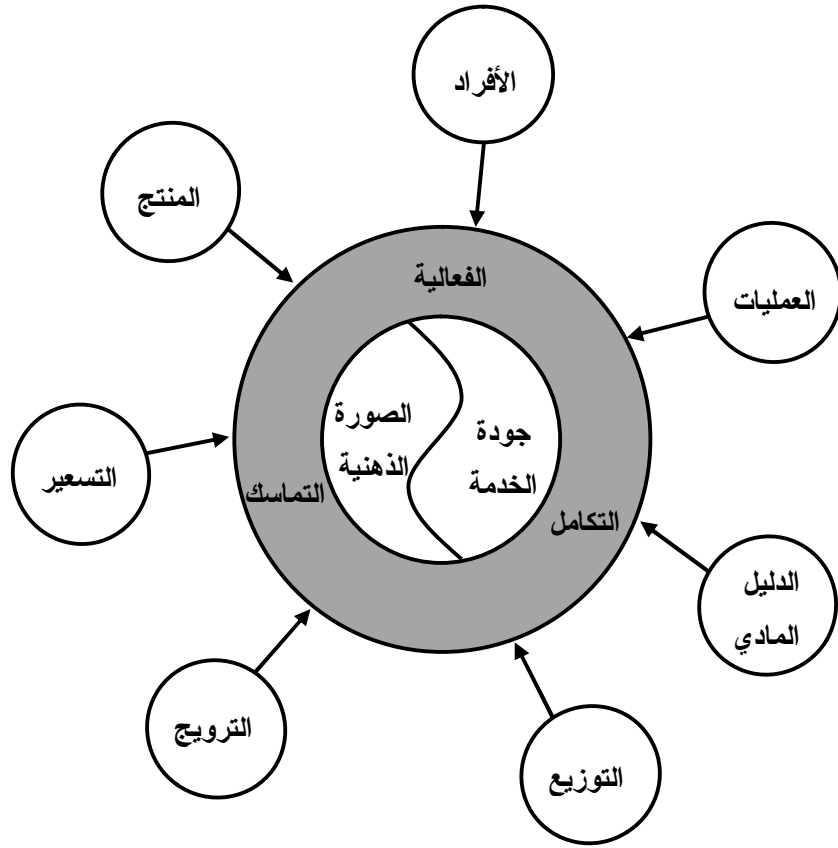 الأفراد
المنتج
العمليات
الفعالية
الصورة
الذهنية
جودة
الخدمة
التسعير
التماسك
التكامل
الدليل
المادي
الترويج
التوزيع